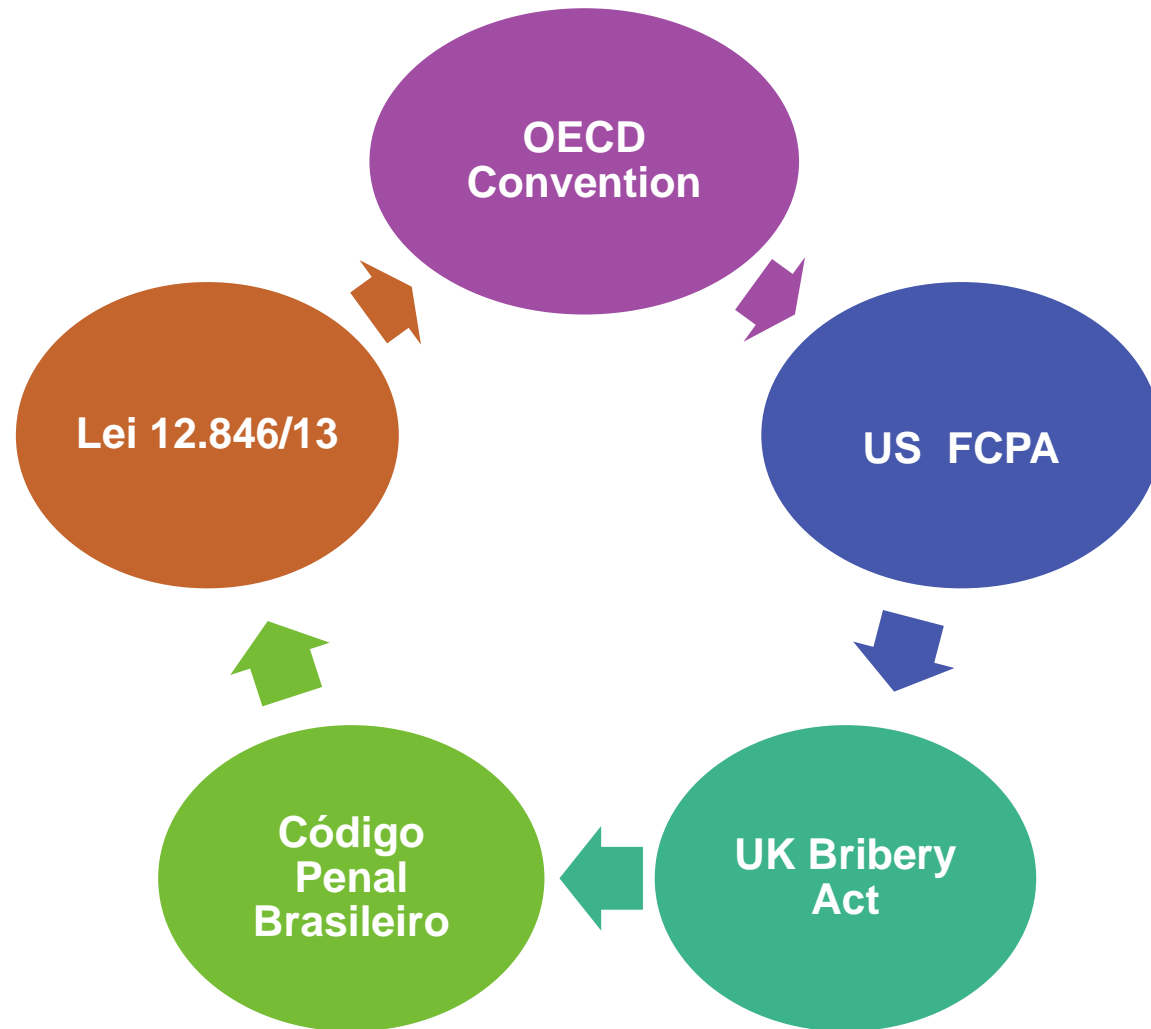 OECD
Convention
US  FCPA
UK Bribery
Act
Código
Penal
Brasileiro
Lei 12.846/13